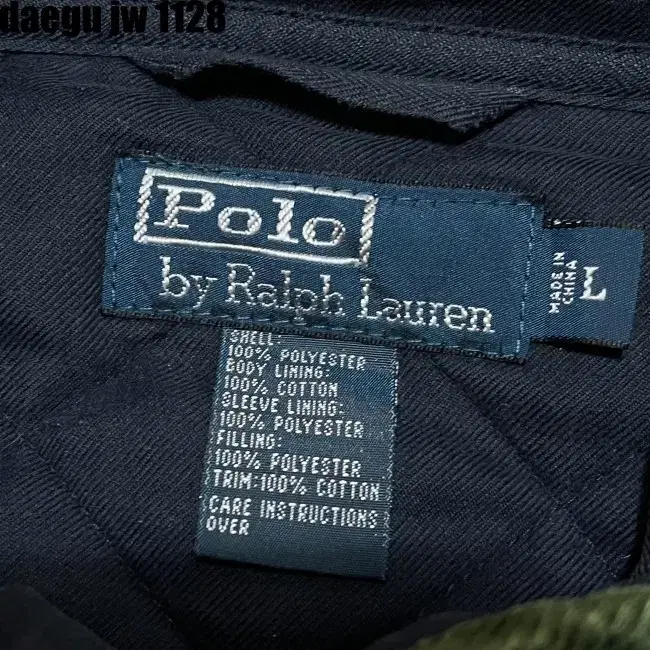 daegu jw 1128
Polo
by Ralph Lauren
MADE IN
CHINA
L
SHELL:
100% POLYESTER
BODY LINING:
100% COTTON
SLEEVE LINING:
100% POLYESTER
FILLING:
100% POLYESTER
TRIM:100% COTTON
CARE INSTRUCTIONS
OVER